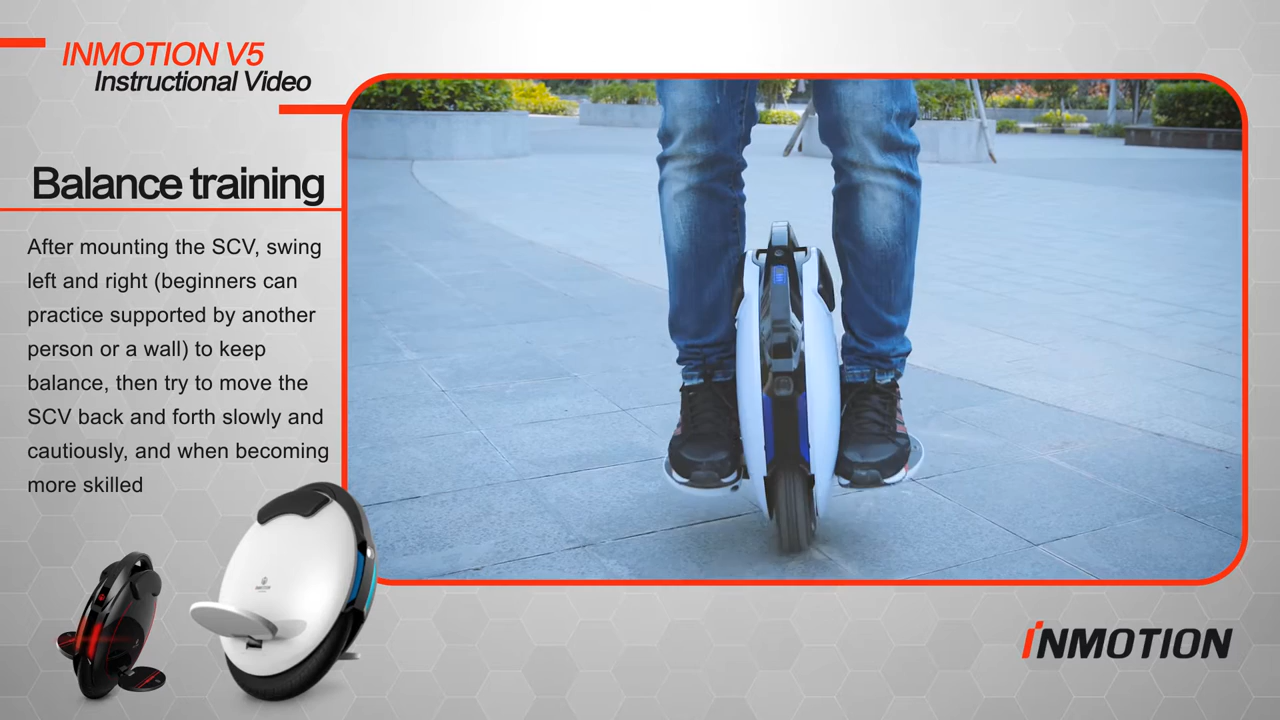 INMOTION V5
Instructional Video
Balance training
After mounting the SCV, swing
left and right (beginners can
practice supported by another
person or a wall) to keep
balance, then try to move the
SCV back and forth slowly and
cautiously, and when becoming
more skilled
INMOTION
INMOTION